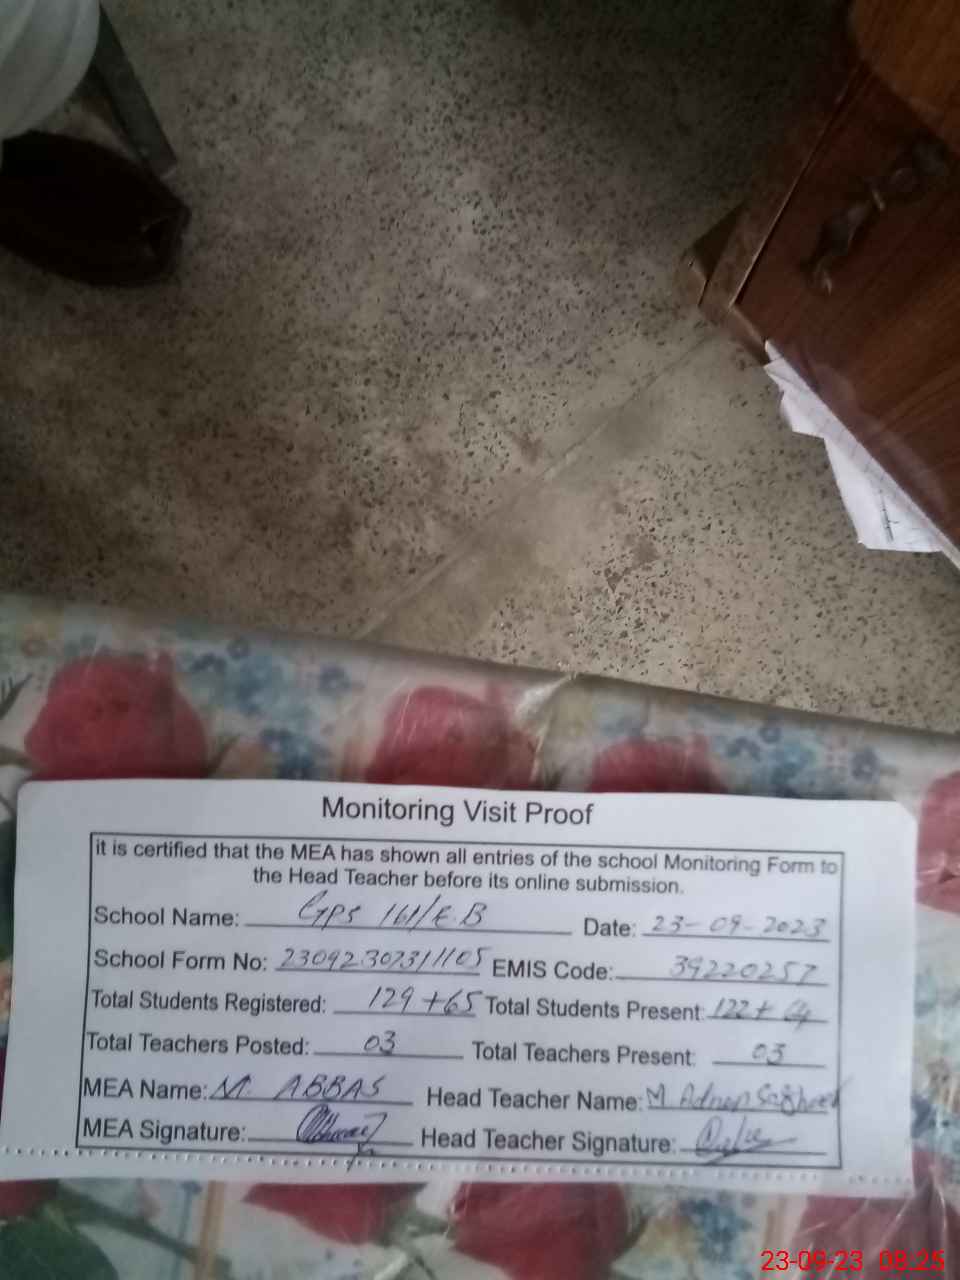 Monitoring Visit Proof
it is certified that the MEA has shown all entries of the school Monitoring Form to
the Head Teacher before its online submission.
School Name: GPS 161/E.B Date: 23-09-2023
School Form No: 23092307311105 EMIS Code: 39220257
Total Students Registered: 129+65 Total Students Present: 122+64
Total Teachers Posted: 03 Total Teachers Present: 03
MEA Name: M. ABBAS Head Teacher Name: M Adnan
MEA Signature: Head Teacher Signature:
23-09-23 08:25